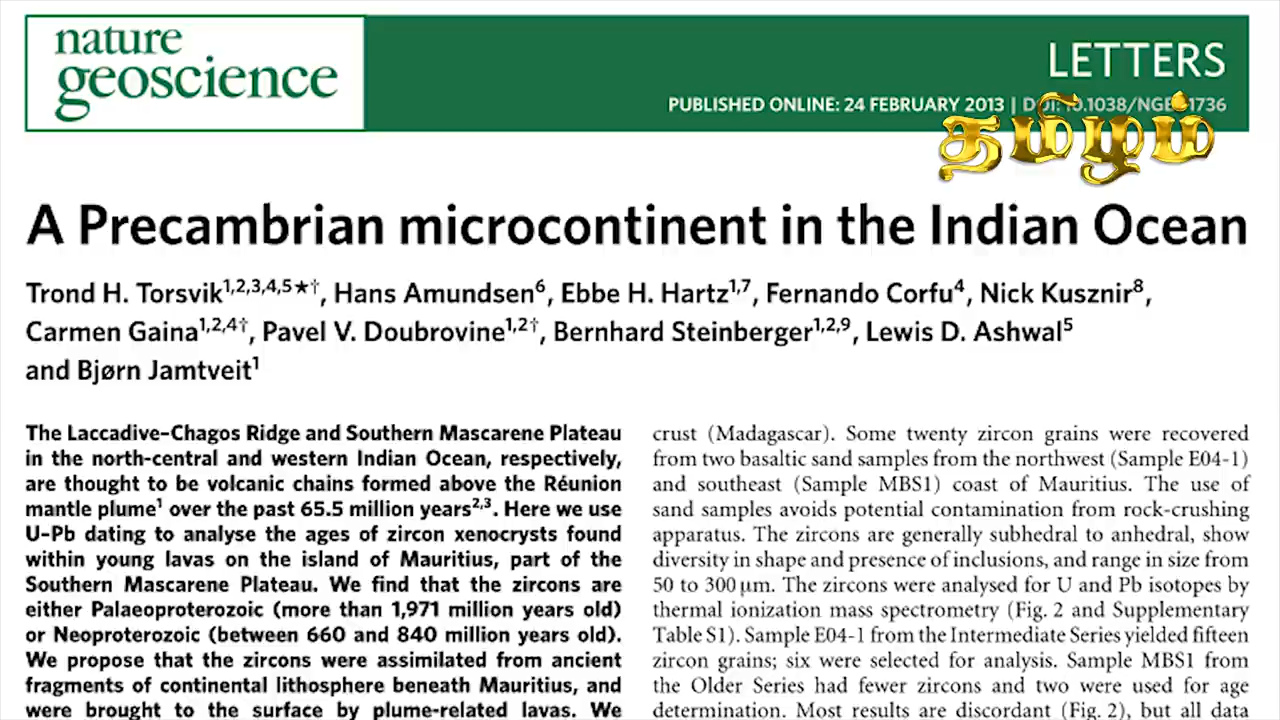 nature
geoscience
LETTERS
PUBLISHED ONLINE: 24 FEBRUARY 2013 | DOI: 10.1038/NGEO1736
தமிழம்
A Precambrian microcontinent in the Indian Ocean
Trond H. Torsvik1,2,3,4,5★†, Hans Amundsen6, Ebbe H. Hartz1,7, Fernando Corfu4, Nick Kusznir8,
Carmen Gaina1,2,4†, Pavel V. Doubrovine1,2†, Bernhard Steinberger1,2,9, Lewis D. Ashwal5
and Bjørn Jamtveit1
The Laccadive–Chagos Ridge and Southern Mascarene Plateau
in the north-central and western Indian Ocean, respectively,
are thought to be volcanic chains formed above the Réunion
mantle plume1 over the past 65.5 million years2,3. Here we use
U–Pb dating to analyse the ages of zircon xenocrysts found
within young lavas on the island of Mauritius, part of the
Southern Mascarene Plateau. We find that the zircons are
either Palaeoproterozoic (more than 1,971 million years old)
or Neoproterozoic (between 660 and 840 million years old).
We propose that the zircons were assimilated from ancient
fragments of continental lithosphere beneath Mauritius, and
were brought to the surface by plume-related lavas. We
crust (Madagascar). Some twenty zircon grains were recovered
from two basaltic sand samples from the northwest (Sample E04-1)
and southeast (Sample MBS1) coast of Mauritius. The use of
sand samples avoids potential contamination from rock-crushing
apparatus. The zircons are generally subhedral to anhedral, show
diversity in shape and presence of inclusions, and range in size from
50 to 300 µm. The zircons were analysed for U and Pb isotopes by
thermal ionization mass spectrometry (Fig. 2 and Supplementary
Table S1). Sample E04-1 from the Intermediate Series yielded fifteen
zircon grains; six were selected for analysis. Sample MBS1 from
the Older Series had fewer zircons and two were used for age
determination. Most results are discordant (Fig. 2), but all data